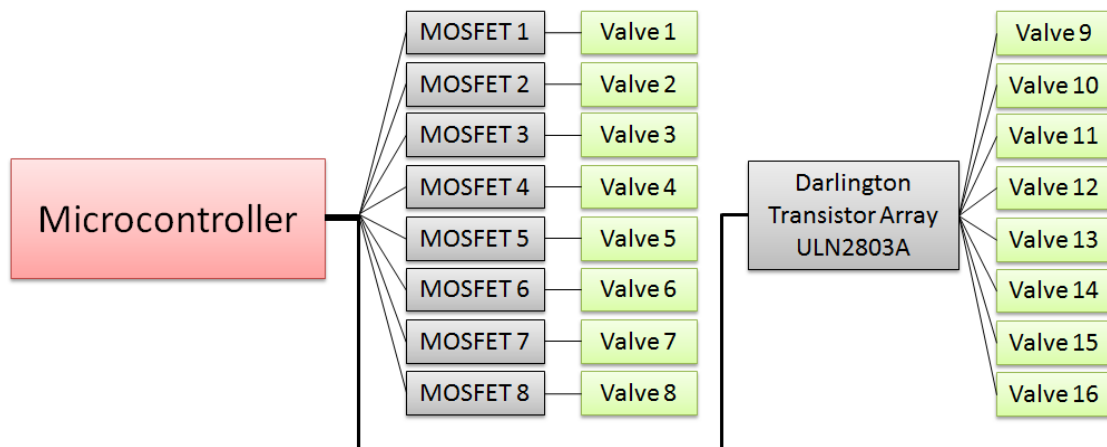 Microcontroller
MOSFET 1
Valve 1
MOSFET 2
Valve 2
MOSFET 3
Valve 3
MOSFET 4
Valve 4
MOSFET 5
Valve 5
MOSFET 6
Valve 6
MOSFET 7
Valve 7
MOSFET 8
Valve 8
Darlington
Transistor Array
ULN2803A
Valve 9
Valve 10
Valve 11
Valve 12
Valve 13
Valve 14
Valve 15
Valve 16